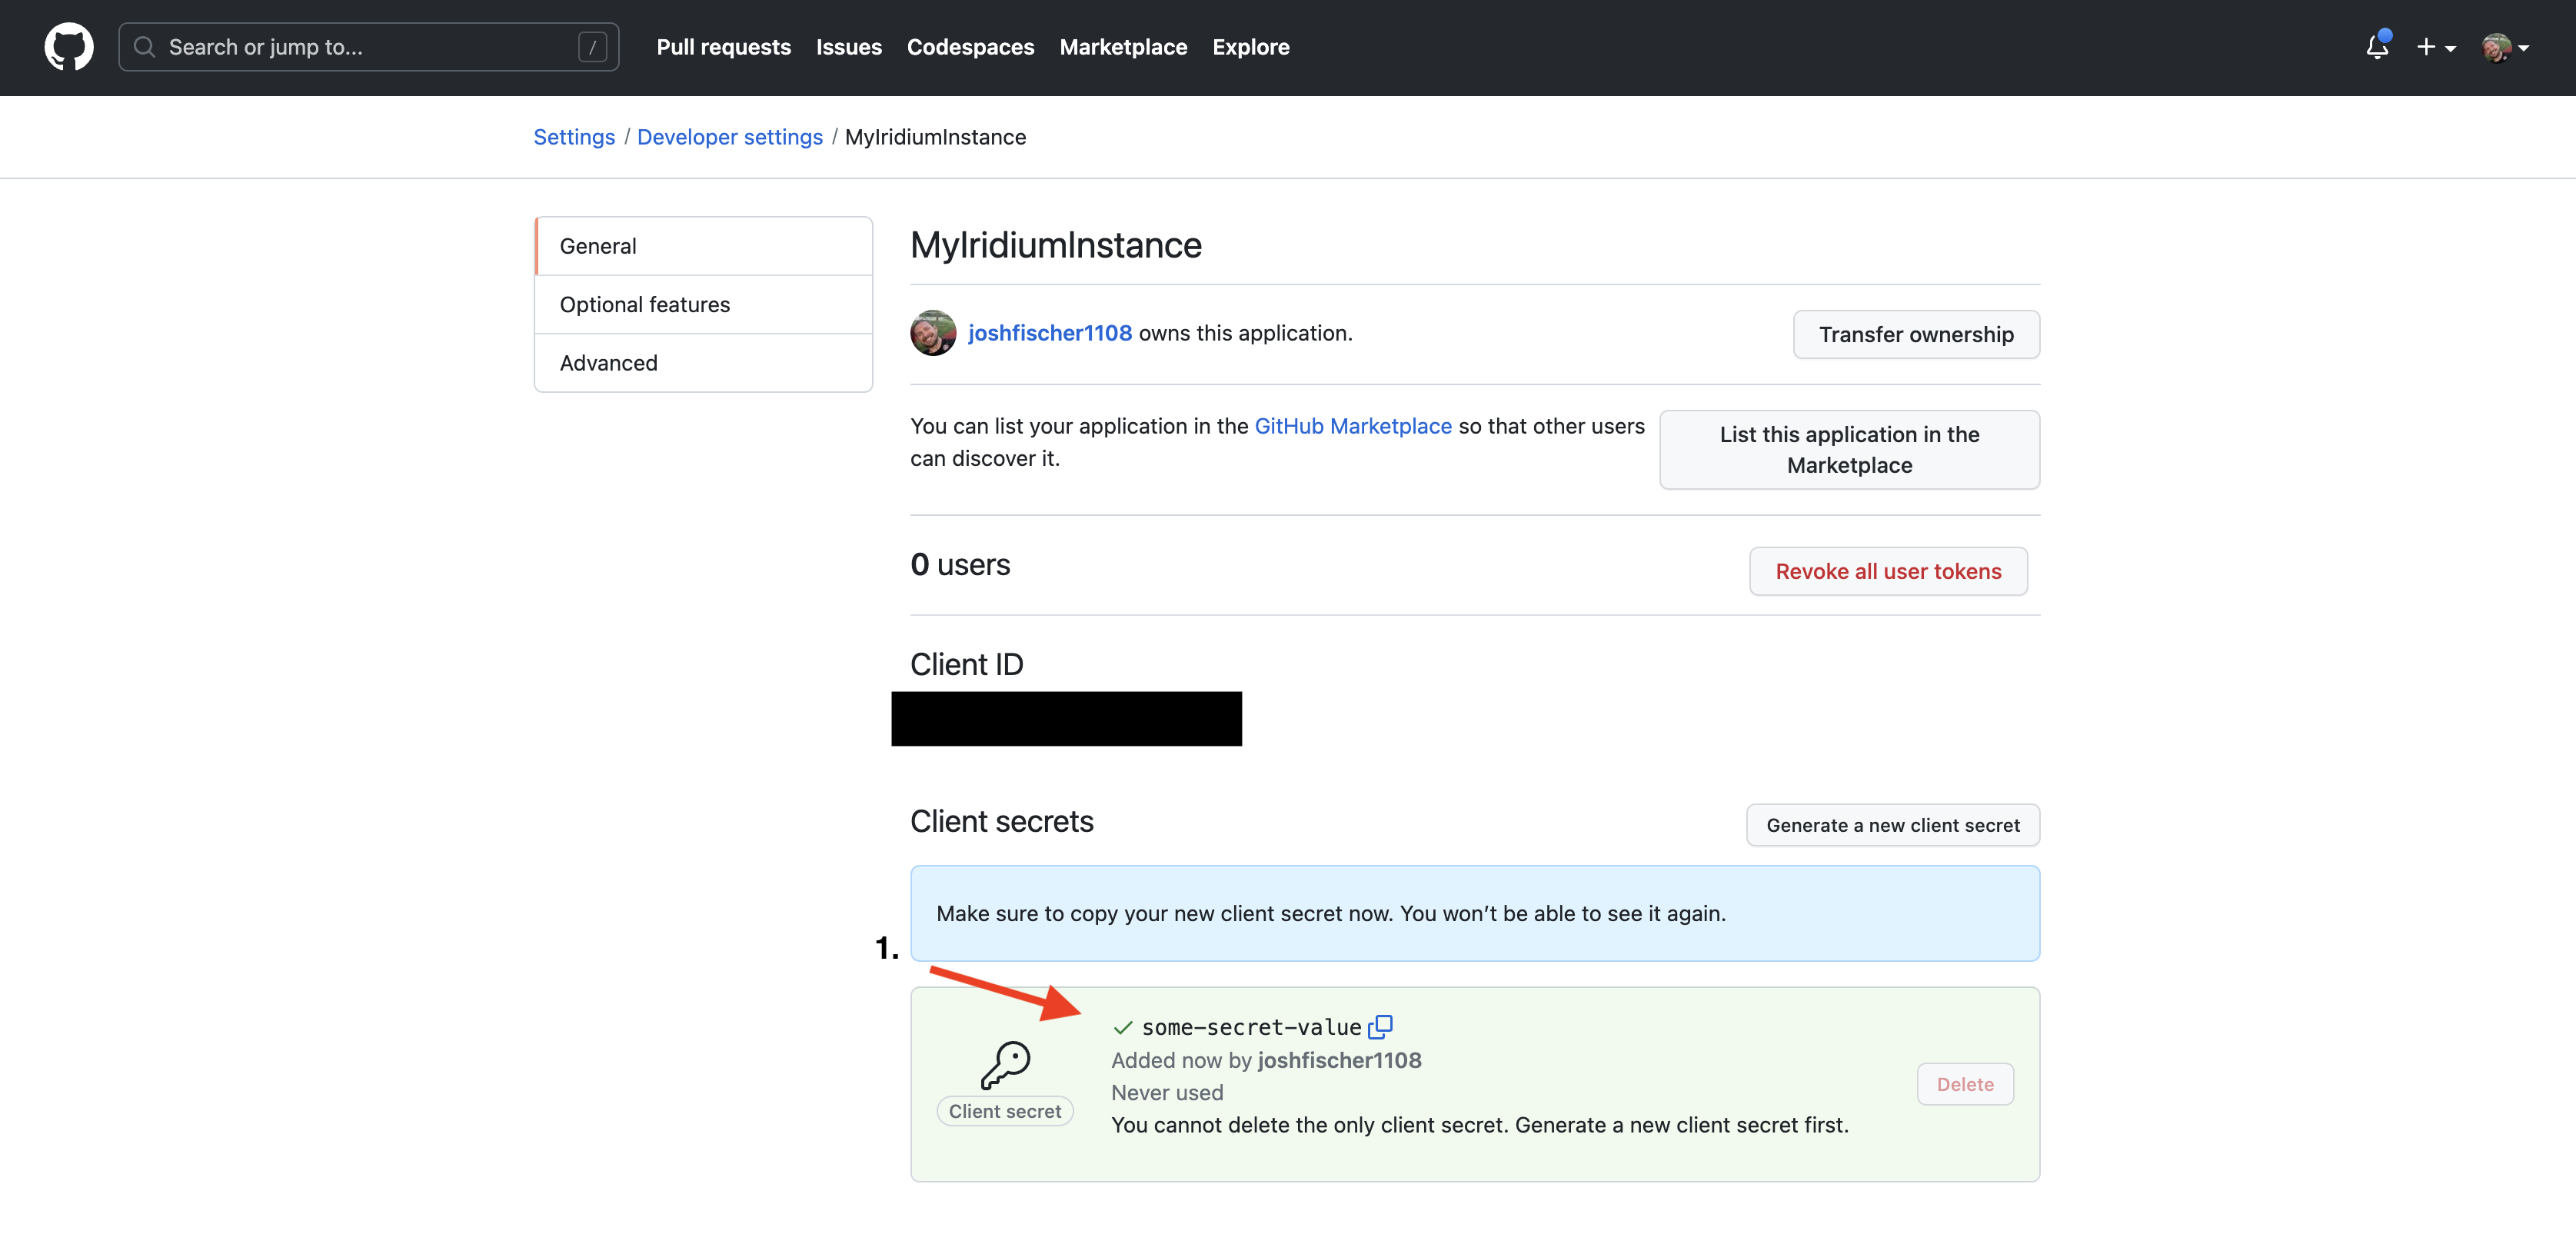 Search or jump to...
/
Pull requests
Issues
Codespaces
Marketplace
Explore
Settings / Developer settings / MyIridiumInstance
General
Optional features
Advanced
MyIridiumInstance
joshfischer1108 owns this application.
Transfer ownership
You can list your application in the GitHub Marketplace so that other users
can discover it.
List this application in the
Marketplace
0 users
Revoke all user tokens
Client ID
Client secrets
Generate a new client secret
Make sure to copy your new client secret now. You won’t be able to see it again.
1.
some-secret-value
Added now by joshfischer1108
Never used
You cannot delete the only client secret. Generate a new client secret first.
Client secret
Delete